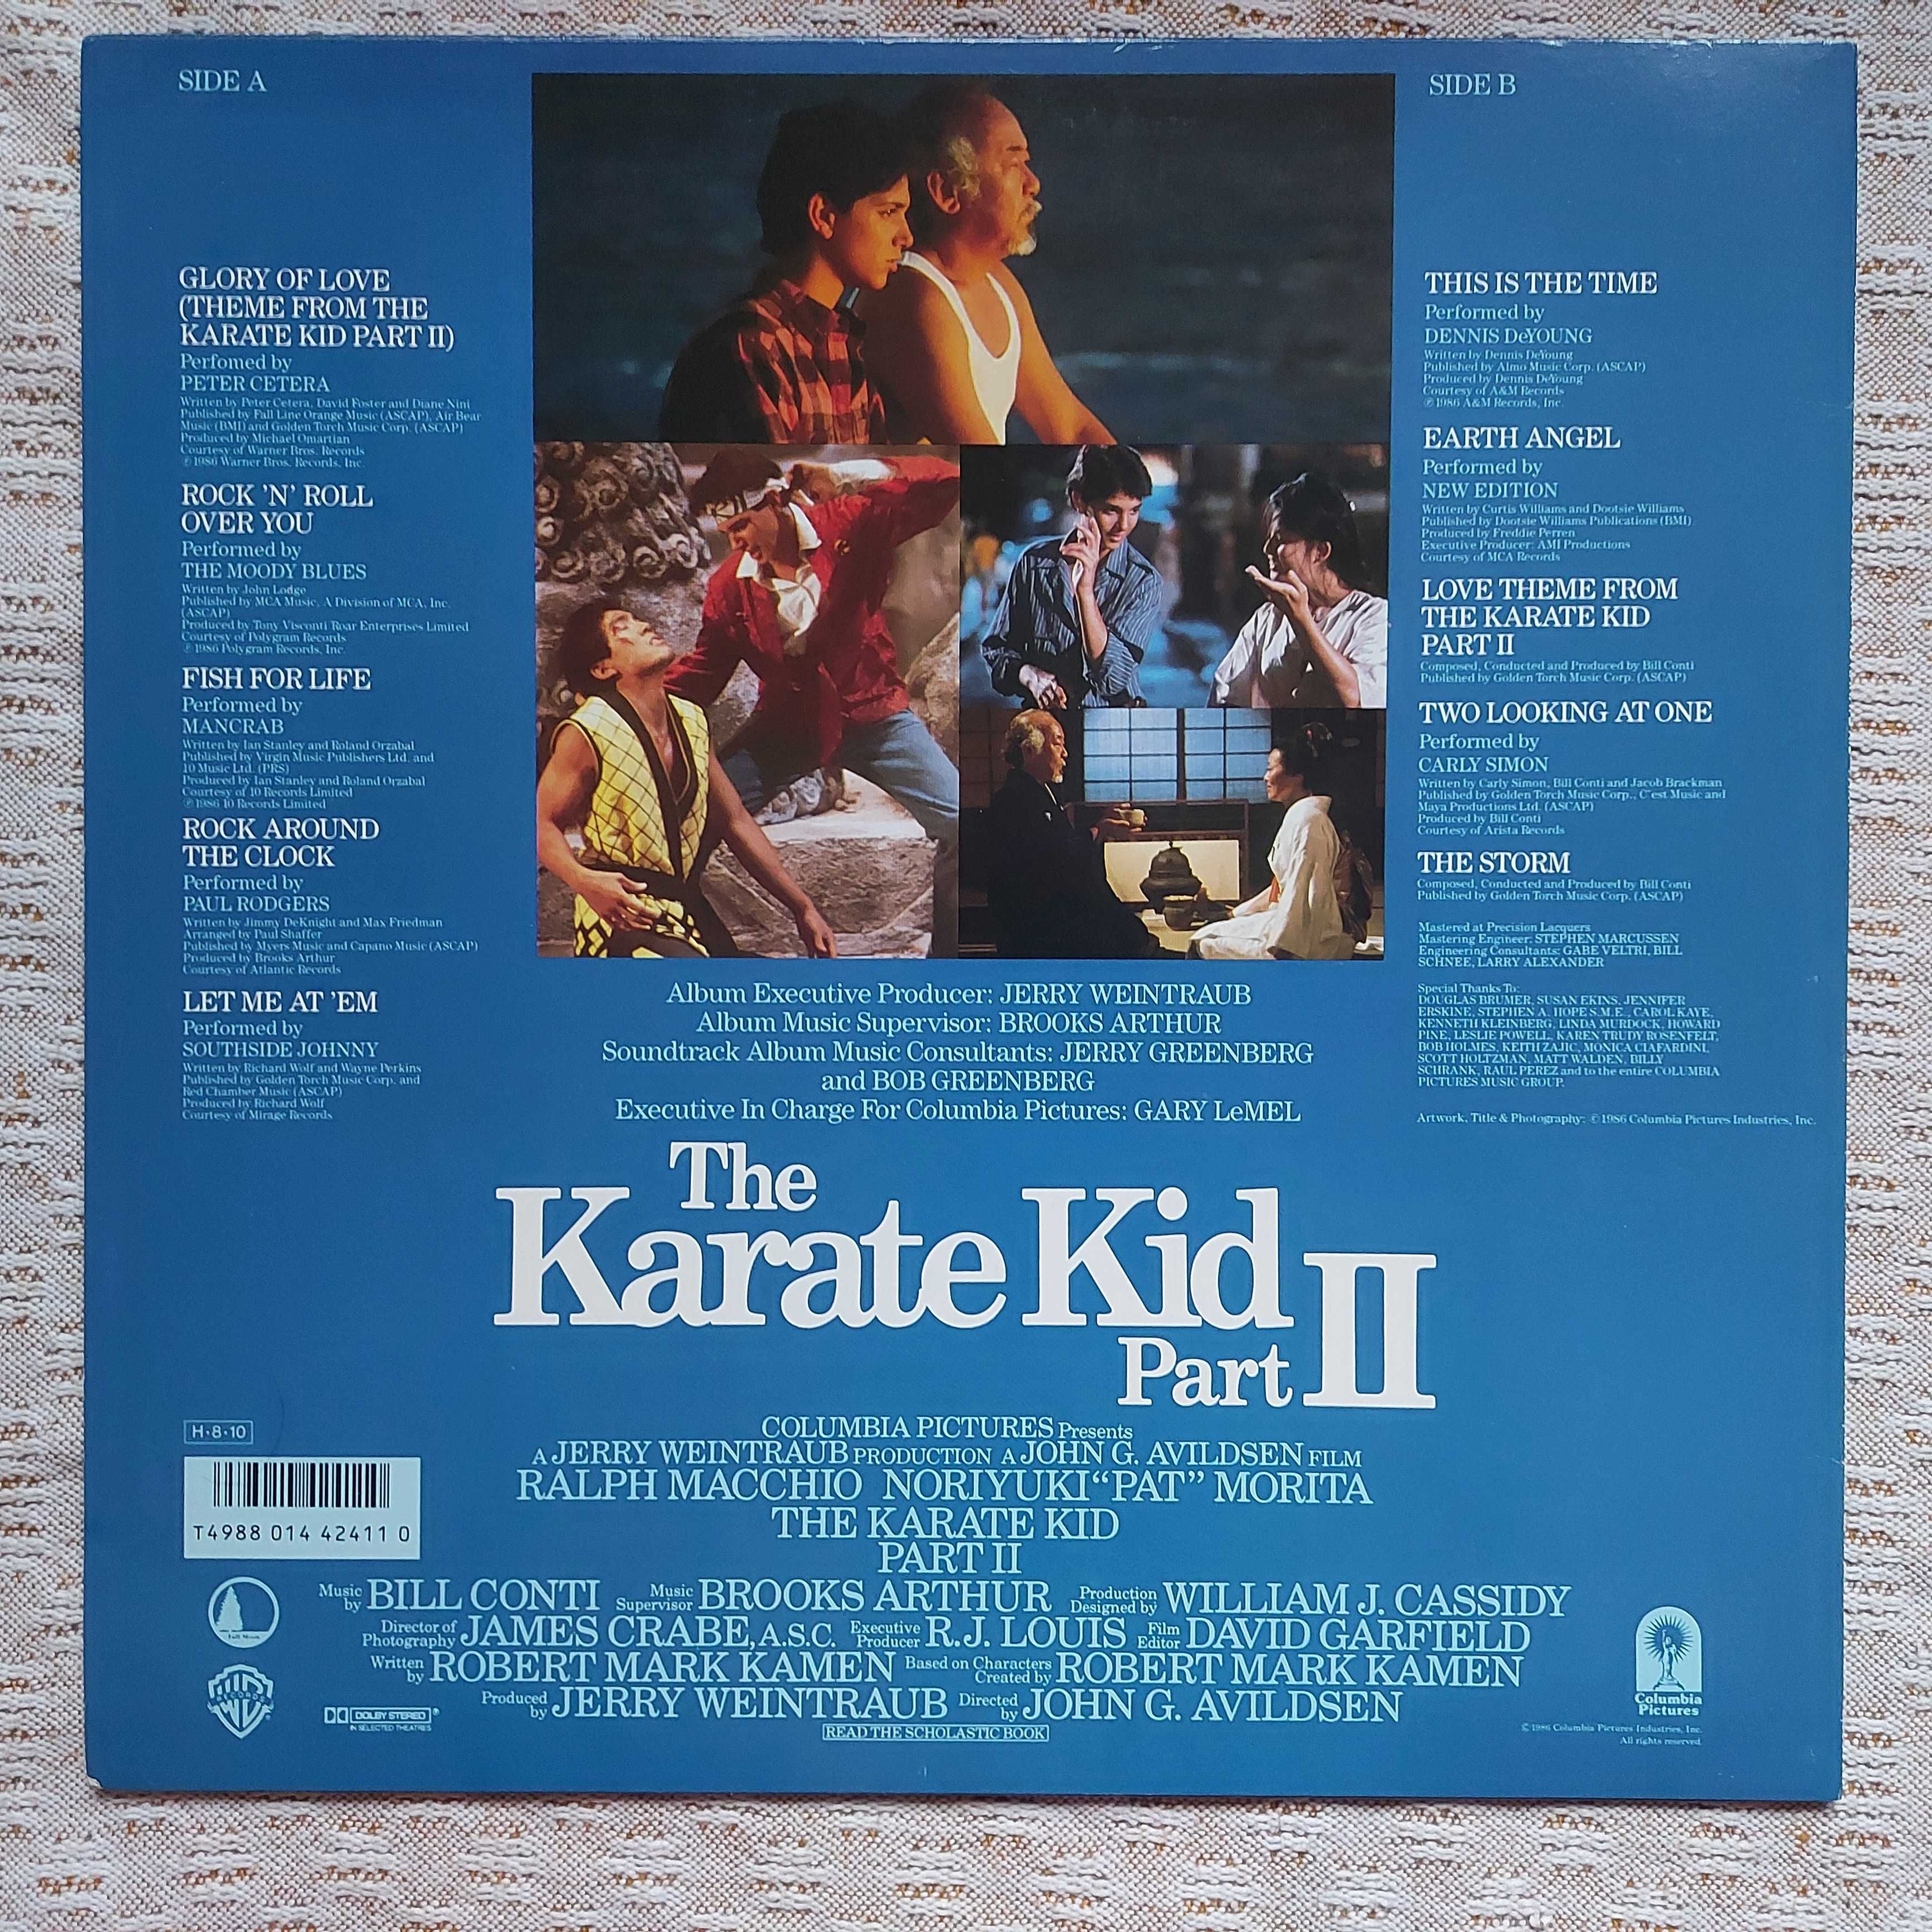 SIDE A
GLORY OF LOVE
(THEME FROM THE
KARATE KID PART II)
Perfomed by
PETER CETERA
Written by Peter Cetera, David Foster and Diane Nini
Published by Fall Line Orange Music (ASCAP), Air Bear
Music (BMI) and Golden Torch Music Corp. (ASCAP)
Produced by Michael Omartian
Courtesy of Warner Bros. Records
℗ 1986 Warner Bros. Records, Inc.
ROCK 'N' ROLL
OVER YOU
Performed by
THE MOODY BLUES
Written by John Lodge
Published by MCA Music, A Division of MCA, Inc.
(ASCAP)
Produced by Tony Visconti Roar Enterprises Limited
Courtesy of Polygram Records
℗ 1986 Polygram Records, Inc.
FISH FOR LIFE
Performed by
MANCRAB
Written by Ian Stanley and Roland Orzabal
Published by Virgin Music Publishers Ltd. and
10 Music Ltd. (PRS)
Produced by Ian Stanley and Roland Orzabal
Courtesy of 10 Records Limited
℗ 1986 10 Records Limited
ROCK AROUND
THE CLOCK
Performed by
PAUL RODGERS
Written by Jimmy DeKnight and Max Friedman
Arranged by Paul Shaffer
Published by Myers Music and Capano Music (ASCAP)
Produced by Brooks Arthur
Courtesy of Atlantic Records
LET ME AT 'EM
Performed by
SOUTHSIDE JOHNNY
Written by Richard Wolf and Wayne Perkins
Published by Golden Torch Music Corp. and
Red Chamber Music (ASCAP)
Produced by Richard Wolf
Courtesy of Mirage Records
SIDE B
THIS IS THE TIME
Performed by
DENNIS DeYOUNG
Written by Dennis DeYoung
Published by Almo Music Corp. (ASCAP)
Produced by Dennis DeYoung
Courtesy of A&M Records
℗ 1986 A&M Records, Inc.
EARTH ANGEL
Performed by
NEW EDITION
Written by Curtis Williams and Dootsie Williams
Published by Dootsie Williams Publications (BMI)
Produced by Freddie Perren
Executive Producer: AMI Productions
Courtesy of MCA Records
LOVE THEME FROM
THE KARATE KID
PART II
Composed, Conducted and Produced by Bill Conti
Published by Golden Torch Music Corp. (ASCAP)
TWO LOOKING AT ONE
Performed by
CARLY SIMON
Written by Carly Simon, Bill Conti and Jacob Brackman
Published by Golden Torch Music Corp., C'est Music and
Maya Productions Ltd. (ASCAP)
Produced by Bill Conti
Courtesy of Arista Records
THE STORM
Composed, Conducted and Produced by Bill Conti
Published by Golden Torch Music Corp. (ASCAP)
Mastered at Precision Lacquers
Mastering Engineer: STEPHEN MARCUSSEN
Engineering Consultants: GABE VELTRI, BILL
SCHNEE, LARRY ALEXANDER
Special Thanks To:
DOUGLAS BRUMER, SUSAN EKINS, JENNIFER
ERSKINE, STEPHEN A. HOPE S.M.E., CAROL KAYE,
KENNETH KLEINBERG, LINDA MURDOCK, HOWARD
PINE, LESLIE POWELL, KAREN TRUDY ROSENFELT,
BOB HOLMES, KEITH ZAJIC, MONICA CIAFARDINI,
SCOTT HOLTZMAN, MATT WALDEN, BILLY
SCHRANK, RAUL PEREZ and to the entire COLUMBIA
PICTURES MUSIC GROUP.
Artwork, Title & Photography: © 1986 Columbia Pictures Industries, Inc.
Album Executive Producer: JERRY WEINTRAUB
Album Music Supervisor: BROOKS ARTHUR
Soundtrack Album Music Consultants: JERRY GREENBERG
and BOB GREENBERG
Executive In Charge For Columbia Pictures: GARY LeMEL
The
Karate Kid
Part II
COLUMBIA PICTURES Presents
A JERRY WEINTRAUB PRODUCTION A JOHN G. AVILDSEN FILM
RALPH MACCHIO NORIYUKI "PAT" MORITA
THE KARATE KID
PART II
Music by BILL CONTI Music Supervisor BROOKS ARTHUR Production Designed by WILLIAM J. CASSIDY
Director of Photography JAMES CRABE, A.S.C. Executive Producer R.J. LOUIS Film Editor DAVID GARFIELD
Written by ROBERT MARK KAMEN Based on Characters Created by ROBERT MARK KAMEN
Produced by JERRY WEINTRAUB Directed by JOHN G. AVILDSEN
READ THE SCHOLASTIC BOOK
H·8·10
T4988 014 42411 0
Full Moon
RECORDS
DOLBY STEREO ®
IN SELECTED THEATRES
Columbia
Pictures
© 1986 Columbia Pictures Industries, Inc.
All rights reserved.